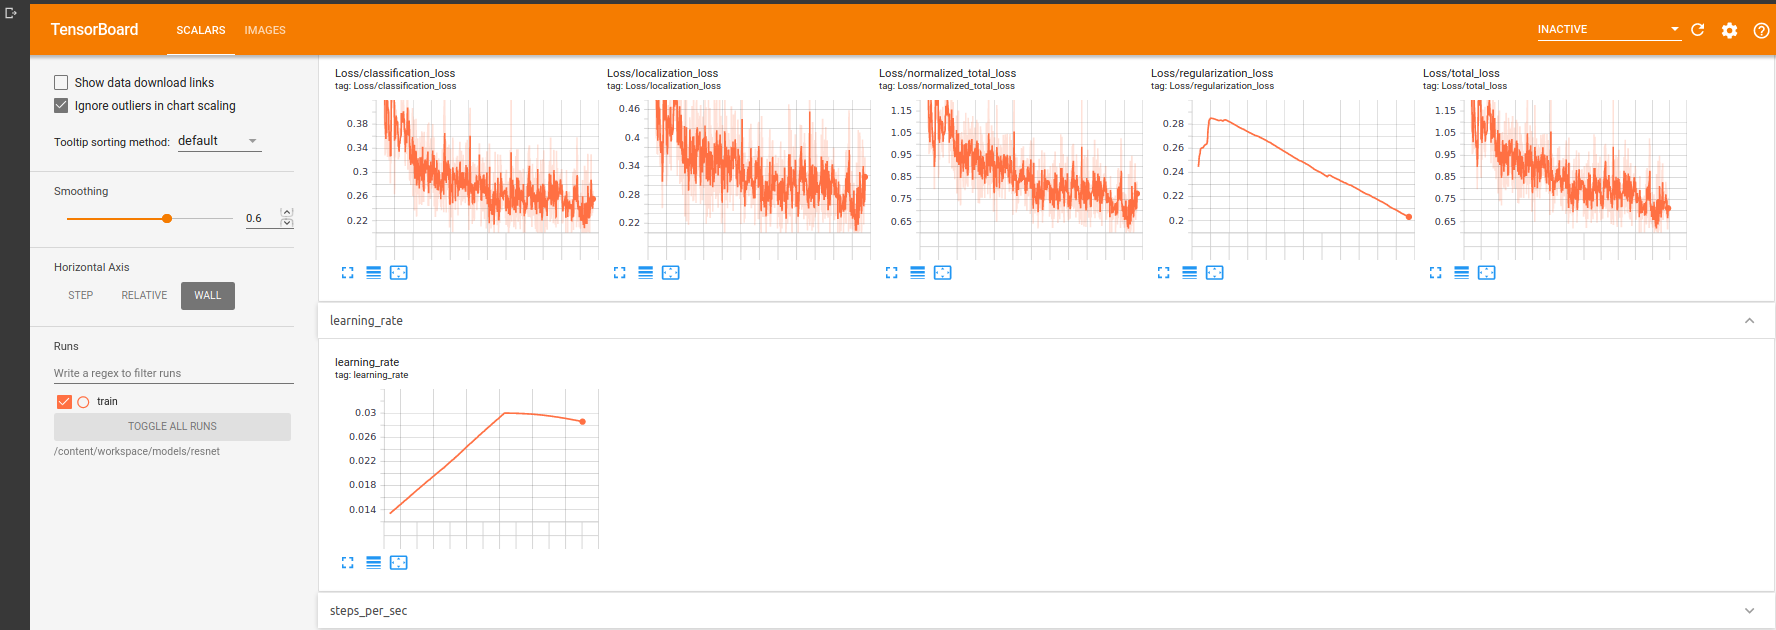 TensorBoard SCALARS IMAGES INACTIVE
Show data download links
Ignore outliers in chart scaling
Tooltip sorting method: default
Smoothing
0.6
Horizontal Axis
STEP RELATIVE WALL
Runs
Write a regex to filter runs
train
TOGGLE ALL RUNS
/content/workspace/models/resnet
Loss/classification_loss
tag: Loss/classification_loss
0.38
0.34
0.3
0.26
0.22
Loss/localization_loss
tag: Loss/localization_loss
0.46
0.4
0.34
0.28
0.22
Loss/normalized_total_loss
tag: Loss/normalized_total_loss
1.15
1.05
0.95
0.85
0.75
0.65
Loss/regularization_loss
tag: Loss/regularization_loss
0.28
0.26
0.24
0.22
0.2
Loss/total_loss
tag: Loss/total_loss
1.15
1.05
0.95
0.85
0.75
0.65
learning_rate
learning_rate
tag: learning_rate
0.03
0.026
0.022
0.018
0.014
steps_per_sec